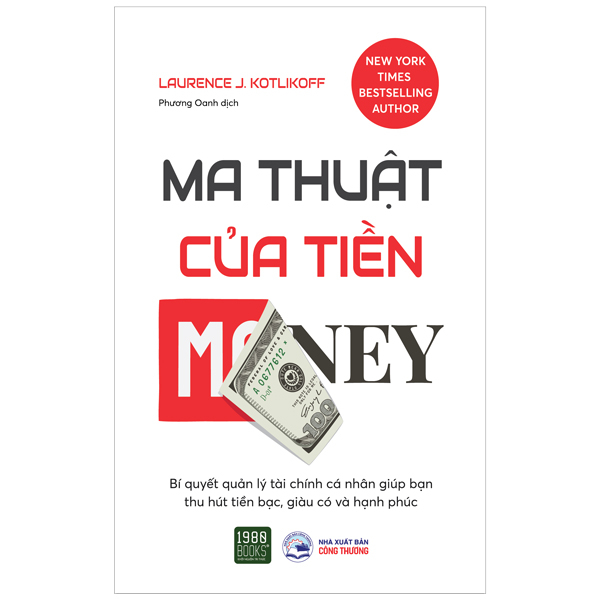 LAURENCE J. KOTLIKOFF
Phương Oanh dịch
NEW YORK
TIMES
BESTSELLING
AUTHOR
MA THUẬT
CỦA TIỀN
MONEY
A 0677612
100
Bí quyết quản lý tài chính cá nhân giúp bạn
thu hút tiền bạc, giàu có và hạnh phúc
1980
BOOKS
NHÀ XUẤT BẢN
CÔNG THƯƠNG